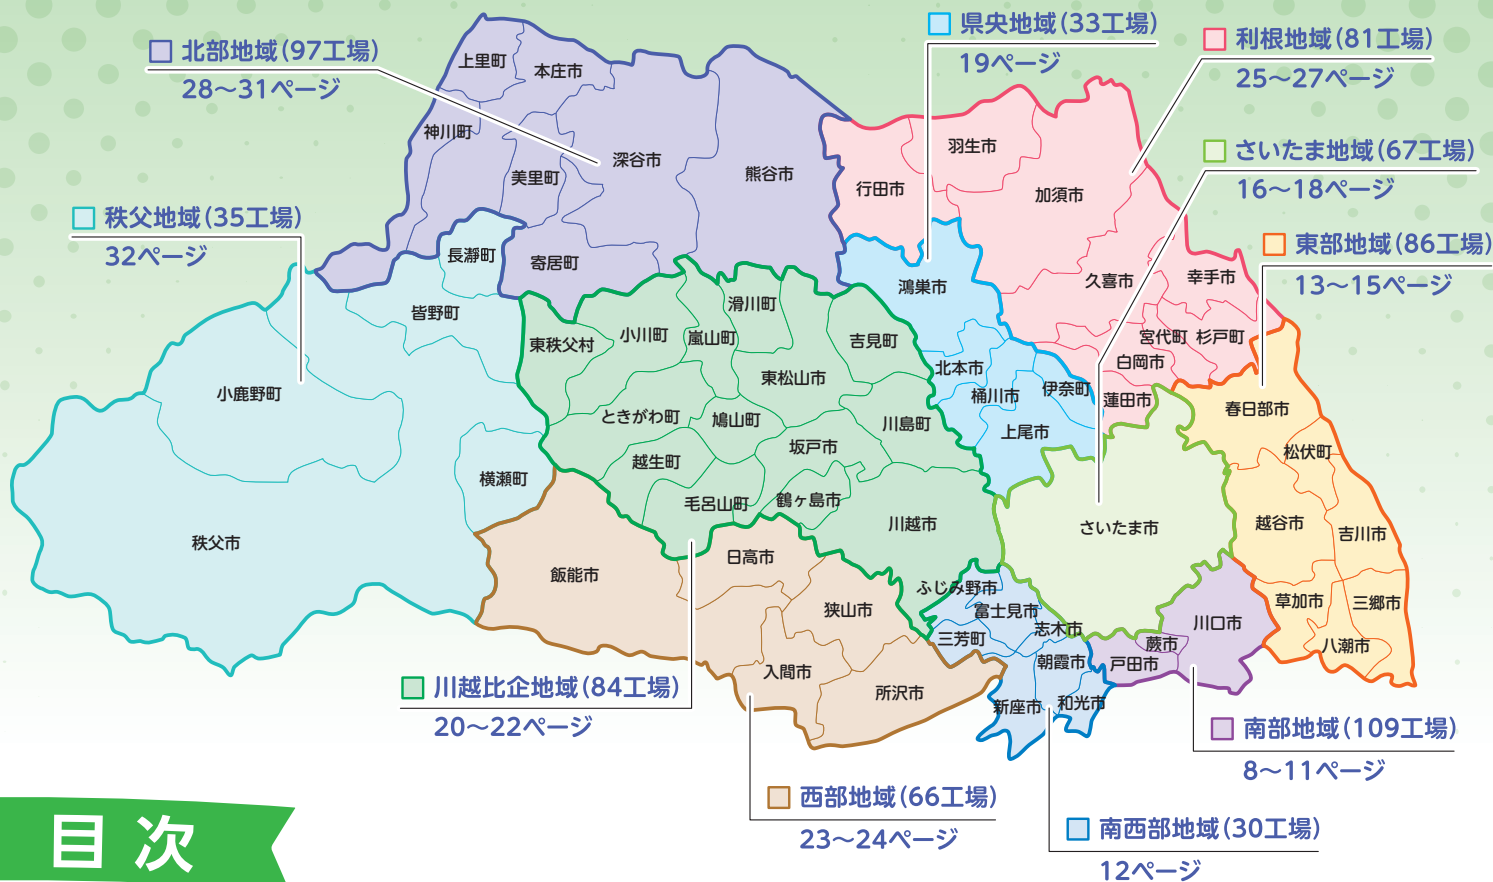 北部地域(97工場)
28～31ページ
県央地域(33工場)
19ページ
利根地域(81工場)
25～27ページ
さいたま地域(67工場)
16～18ページ
秩父地域(35工場)
32ページ
東部地域(86工場)
13～15ページ
上里町
本庄市
神川町
美里町
深谷市
熊谷市
寄居町
長瀞町
皆野町
小鹿野町
秩父市
横瀬町
行田市
羽生市
加須市
久喜市
幸手市
宮代町
杉戸町
白岡市
蓮田市
鴻巣市
北本市
桶川市
伊奈町
上尾市
東秩父村
小川町
嵐山町
滑川町
吉見町
東松山市
ときがわ町
鳩山町
川島町
坂戸市
越生町
毛呂山町
鶴ヶ島市
川越市
さいたま市
春日部市
松伏町
越谷市
吉川市
草加市
三郷市
八潮市
飯能市
日高市
狭山市
入間市
所沢市
ふじみ野市
富士見市
三芳町
志木市
朝霞市
新座市
和光市
川口市
蕨市
戸田市
川越比企地域(84工場)
20～22ページ
南部地域(109工場)
8～11ページ
西部地域(66工場)
23～24ページ
南西部地域(30工場)
12ページ
目次